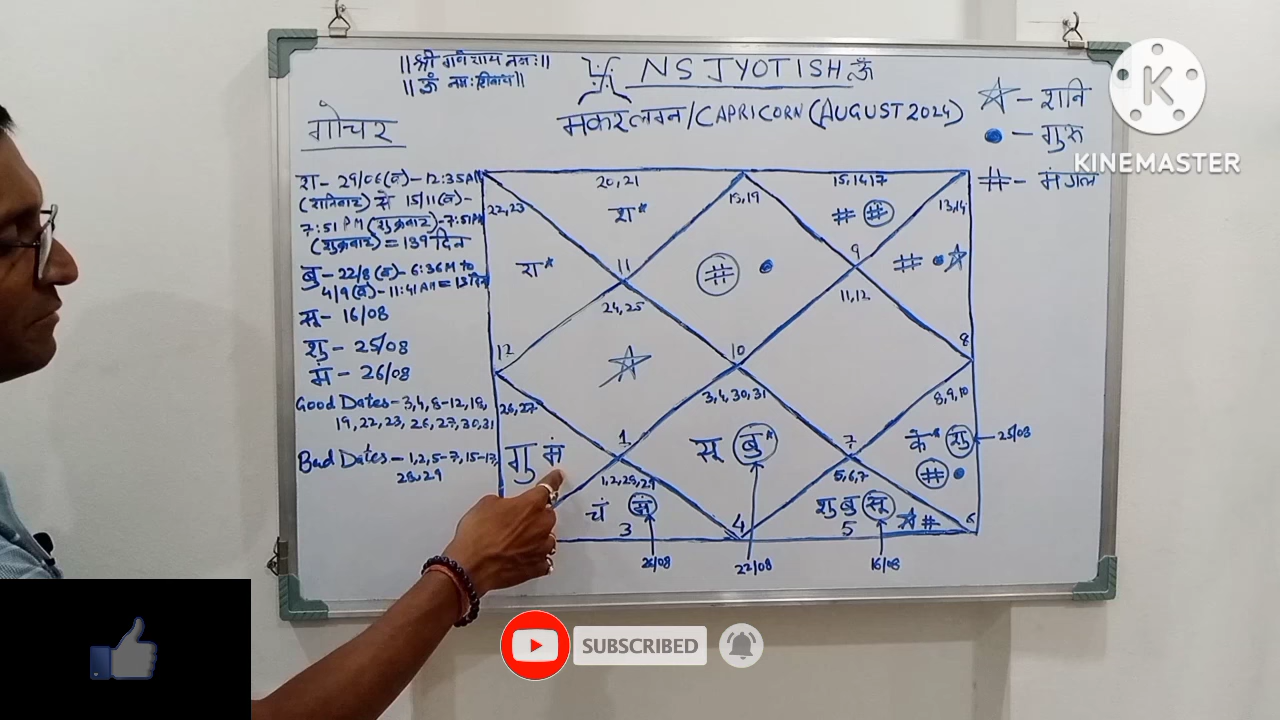 ||श्री गणेशाय नमः||
||ॐ नमः शिवाय||
NS JYOTISH ॐ
मकर लग्न/CAPRICORN (AUGUST 2024)
☆ - शनि
● - गुरु
# - मंगल
KINEMASTER
गोचर
श - 29/06(व) - 12:35AM
(शनिवार) से 15/11(व) -
7:51 PM (शुक्रवार) - 7:51PM
(शुक्रवार) = 139 दिन
बु - 22/8(व) - 6:36M to
4/9(व) - 11:41AM = 13 दिन
सू - 16/08
शु - 25/08
मं - 26/08
Good Dates - 3,4,8-12,18,
19,22,23,26,27,30,31
Bad Dates - 1,2,5-7,15-17,
28,29
20,21
15,16,17
22,23
श*
18,19
# #
13,14
रा*
11
#
9
# ● ☆
24,25
11,12
12
☆
10
8
26,27
3,4,30,31
8,9,10
1
7
गु मं
सू बु*
के* शु
25/08
# ●
1,2,28,29
5,6,7
चं मं
शु बु सू
☆ #
3
4
5
6
26/08
22/08
16/08
SUBSCRIBED